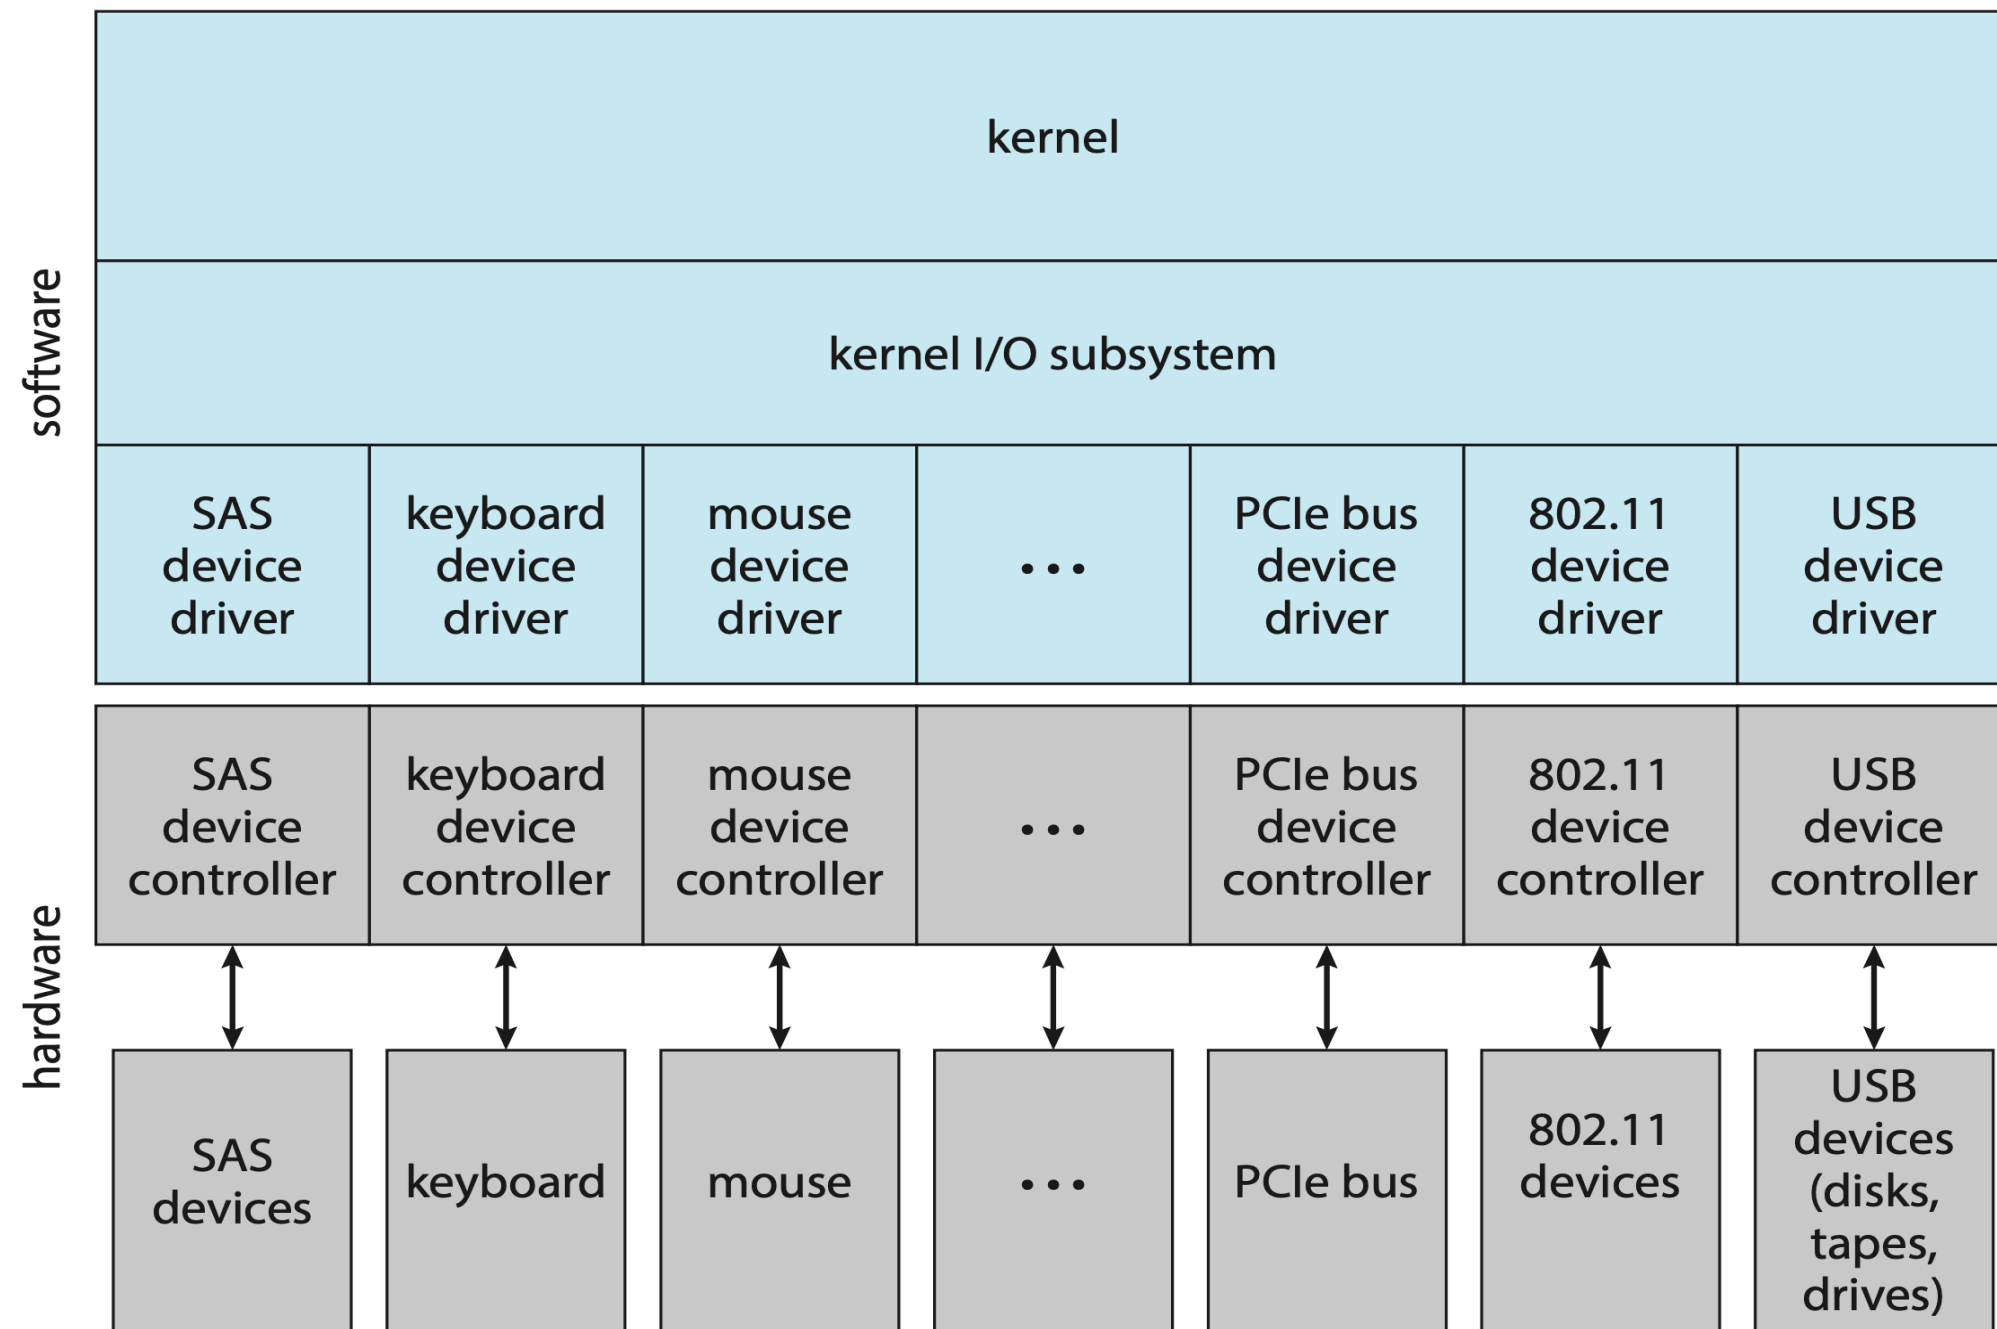 kernel
software
kernel I/O subsystem
SAS
device
driver
keyboard
device
driver
mouse
device
driver
...
PCIe bus
device
driver
802.11
device
driver
USB
device
driver
hardware
SAS
device
controller
keyboard
device
controller
mouse
device
controller
...
PCIe bus
device
controller
802.11
device
controller
USB
device
controller
SAS
devices
keyboard
mouse
...
PCIe bus
802.11
devices
USB
devices
(disks,
tapes,
drives)